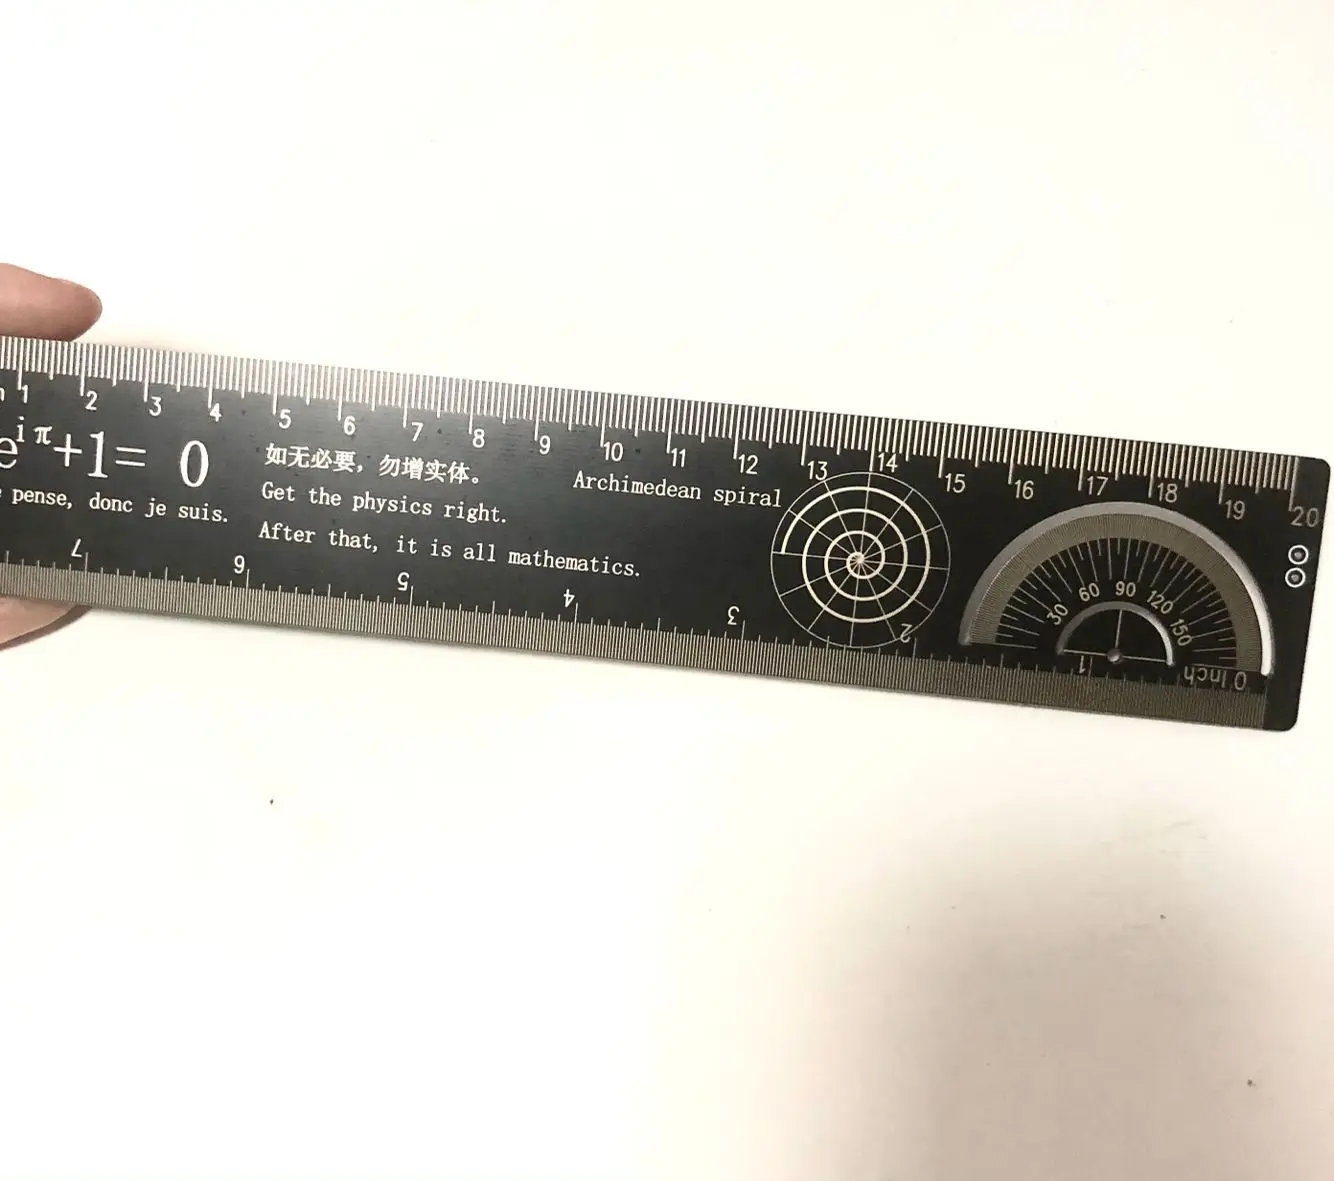 1 2 3 4 5 6 7 8 9 10 11 12 13 14 15 16 17 18 19 20
e^{iπ}+1= 0
pense, donc je suis.
如无必要，勿增实体。
Get the physics right.
After that, it is all mathematics.
Archimedean spiral
30 60 90 120 150
7 6 5 4 3 2 1 0 Inch